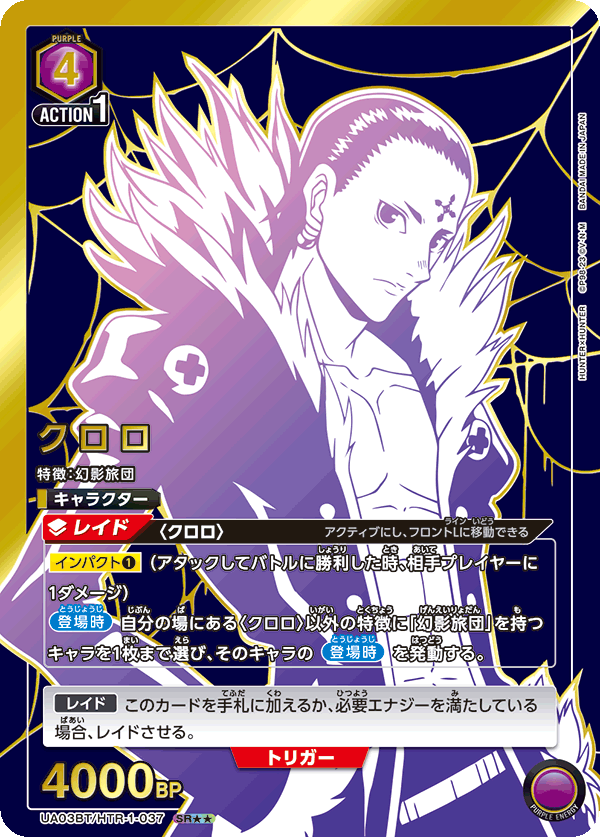 PURPLE
4
ACTION 1
HUNTER×HUNTER ©P98-23 ©V・N・M BANDAI MADE IN JAPAN
クロロ
特徴:幻影旅団
キャラクター
レイド 〈クロロ〉 アクティブにし、フロントLに移動できる
インパクト❶ (アタックしてバトルに勝利した時、相手プレイヤーに
1ダメージ)
登場時 自分の場にある〈クロロ〉以外の特徴に「幻影旅団」を持つ
キャラを1枚まで選び、そのキャラの 登場時 を発動する。
レイド このカードを手札に加えるか、必要エナジーを満たしている
場合、レイドさせる。
トリガー
4000BP
UA03BT/HTR-1-037 SR★★
PURPLE ENERGY